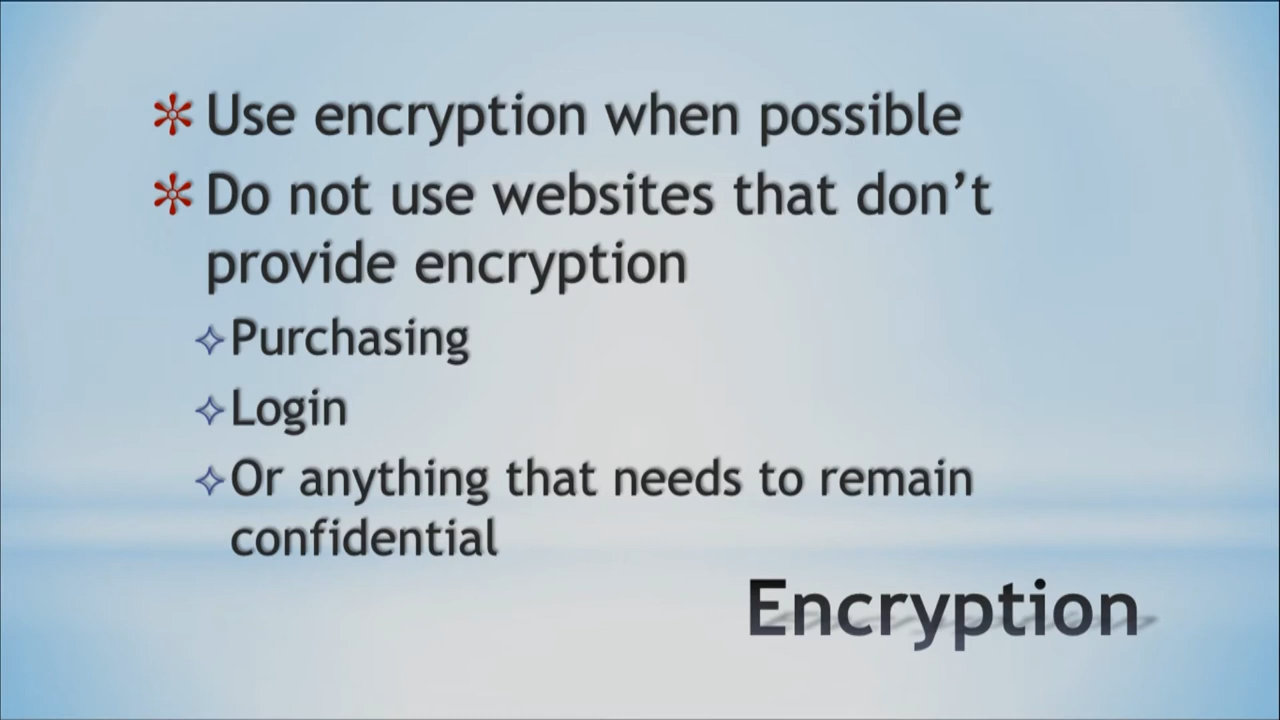 Use encryption when possible
Do not use websites that don’t
provide encryption
Purchasing
Login
Or anything that needs to remain
confidential
Encryption